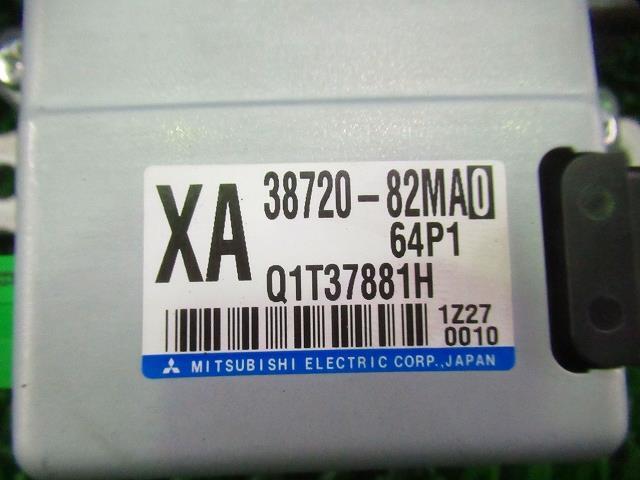 XA
38720-82MA0
64P1
Q1T37881H
1Z27
0010
MITSUBISHI ELECTRIC CORP., JAPAN